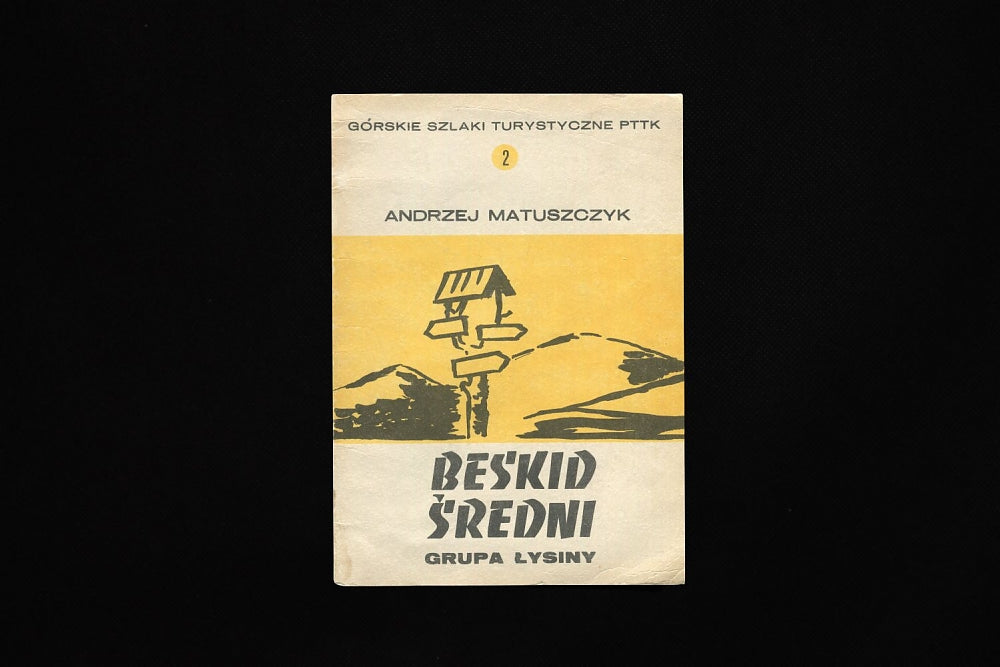 GÓRSKIE SZLAKI TURYSTYCZNE PTTK
2
ANDRZEJ MATUSZCZYK
BESKID
ŚREDNI
GRUPA ŁYSINY